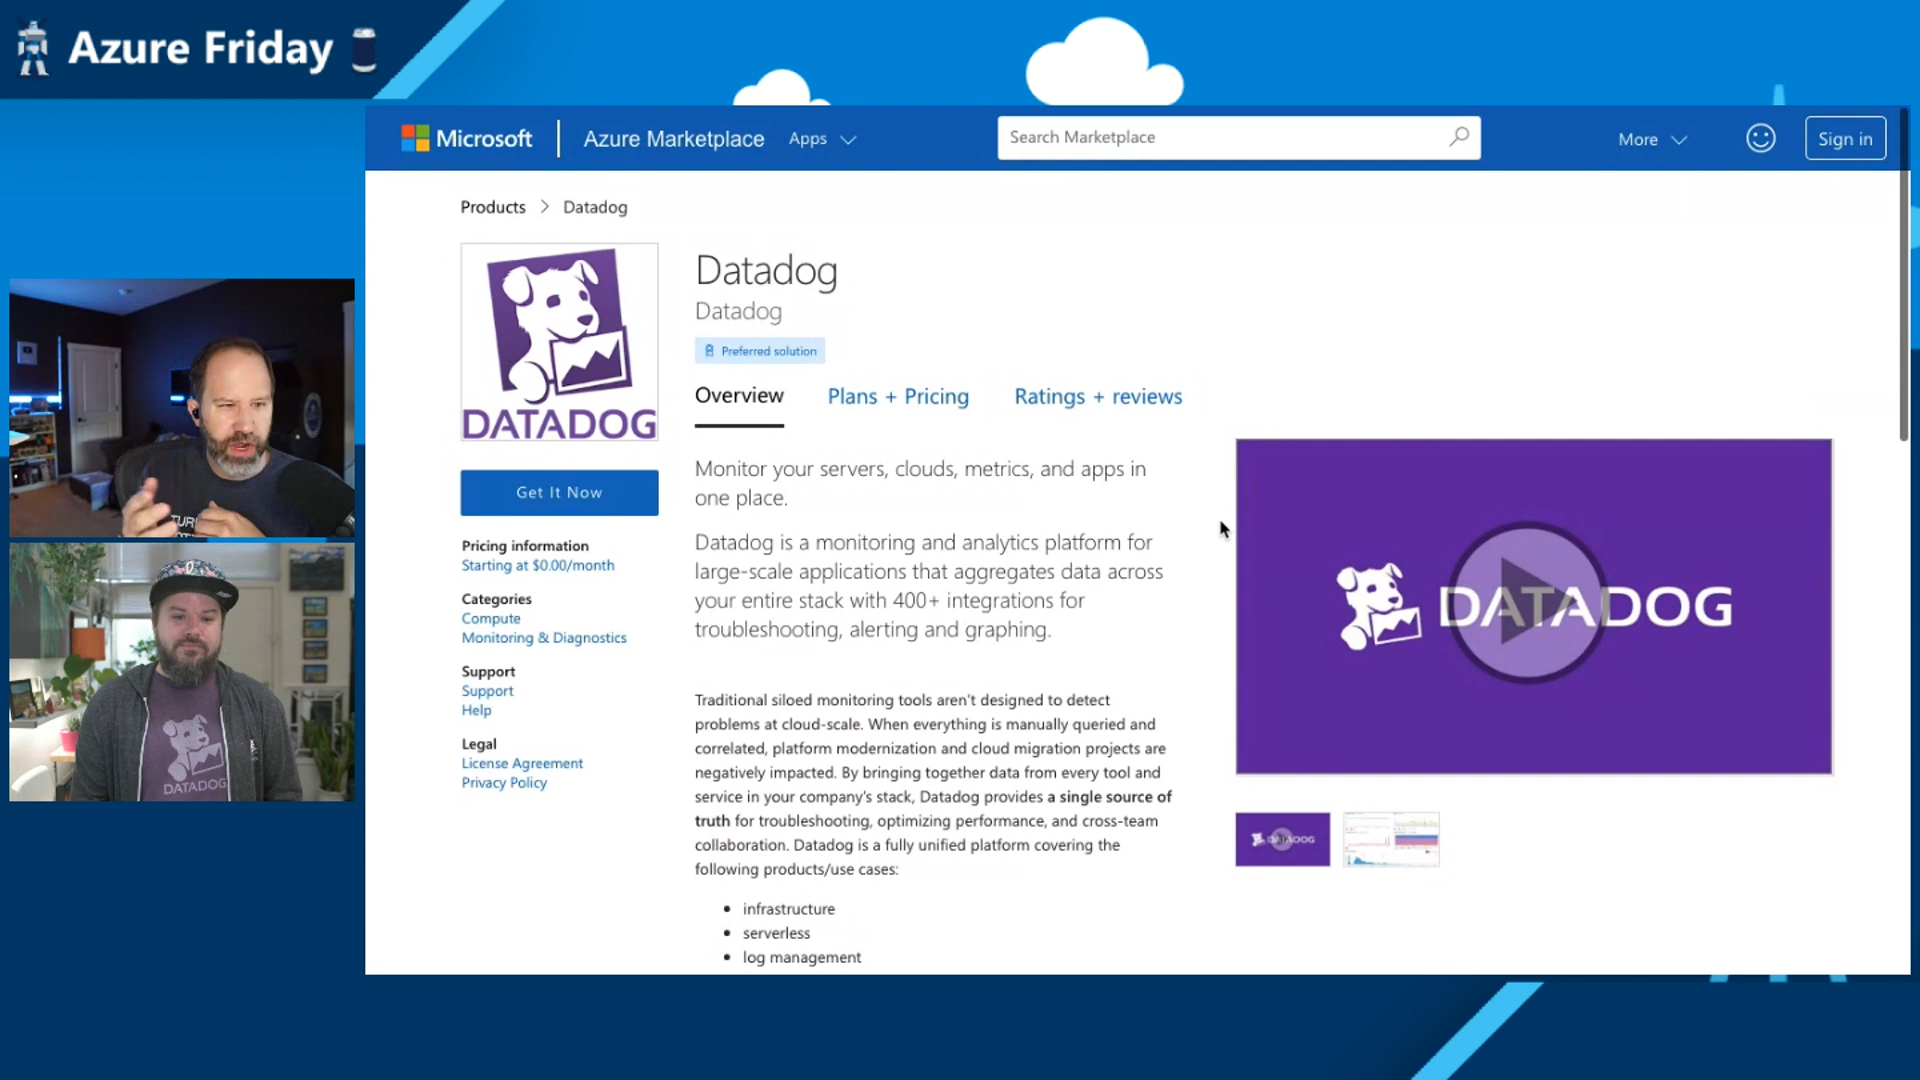 Azure Friday
Microsoft
Azure Marketplace
Apps
Search Marketplace
More
Sign in
Products > Datadog
DATADOG
Datadog
Datadog
Preferred solution
Overview
Plans + Pricing
Ratings + reviews
Get It Now
Pricing information
Starting at $0.00/month
Categories
Compute
Monitoring & Diagnostics
Support
Support
Help
Legal
License Agreement
Privacy Policy
Monitor your servers, clouds, metrics, and apps in
one place.
Datadog is a monitoring and analytics platform for
large-scale applications that aggregates data across
your entire stack with 400+ integrations for
troubleshooting, alerting and graphing.
Traditional siloed monitoring tools aren't designed to detect
problems at cloud-scale. When everything is manually queried and
correlated, platform modernization and cloud migration projects are
negatively impacted. By bringing together data from every tool and
service in your company's stack, Datadog provides a single source of
truth for troubleshooting, optimizing performance, and cross-team
collaboration. Datadog is a fully unified platform covering the
following products/use cases:
• infrastructure
• serverless
• log management
DATADOG
DATADOG
DATADOG